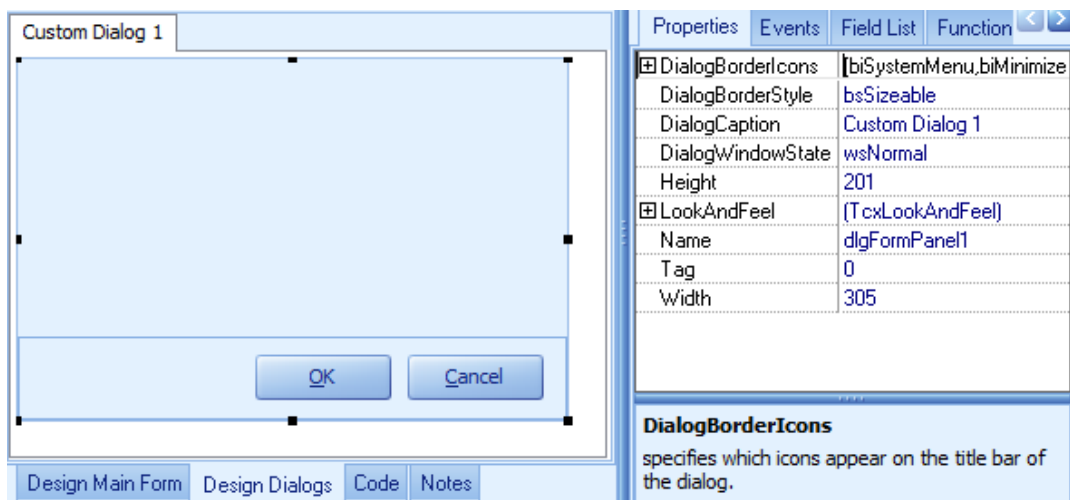 Custom Dialog 1
OK Cancel
Design Main Form Design Dialogs Code Notes
Properties Events Field List Function
DialogBorderIcons [biSystemMenu,biMinimize
DialogBorderStyle bsSizeable
DialogCaption Custom Dialog 1
DialogWindowState wsNormal
Height 201
LookAndFeel (TcxLookAndFeel)
Name dlgFormPanel1
Tag 0
Width 305
DialogBorderIcons
specifies which icons appear on the title bar of
the dialog.